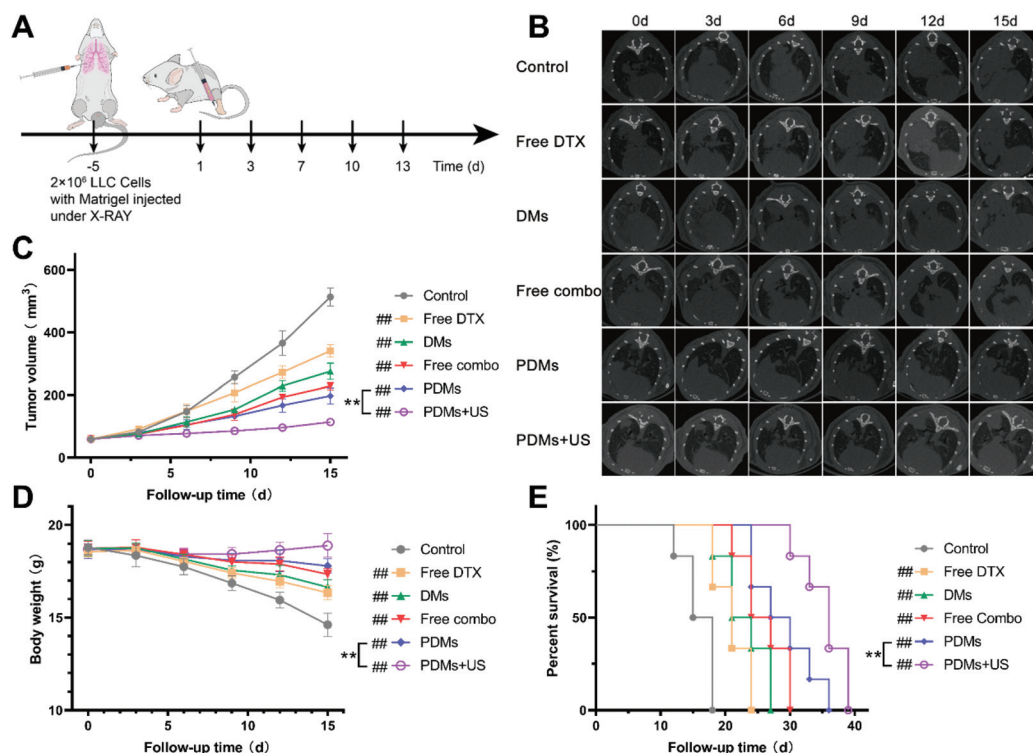 A
-5
1
3
7
10
13
Time (d)
2×10⁶ LLC Cells
with Matrigel injected
under X-RAY
B
0d
3d
6d
9d
12d
15d
Control
Free DTX
DMs
Free combo
PDMs
PDMs+US
C
Tumor volume（mm³）
600
400
200
0
0
5
10
15
Follow-up time（d）
Control
## Free DTX
## DMs
## Free combo
## PDMs
** 
## PDMs+US
D
Body weight (g)
20
15
10
0
5
10
15
Follow-up time（d）
Control
## Free DTX
## DMs
## Free combo
## PDMs
**
## PDMs+US
E
Percent survival (%)
100
50
0
0
10
20
30
40
Follow-up time（d）
Control
## Free DTX
## DMs
## Free Combo
## PDMs
**
## PDMs+US